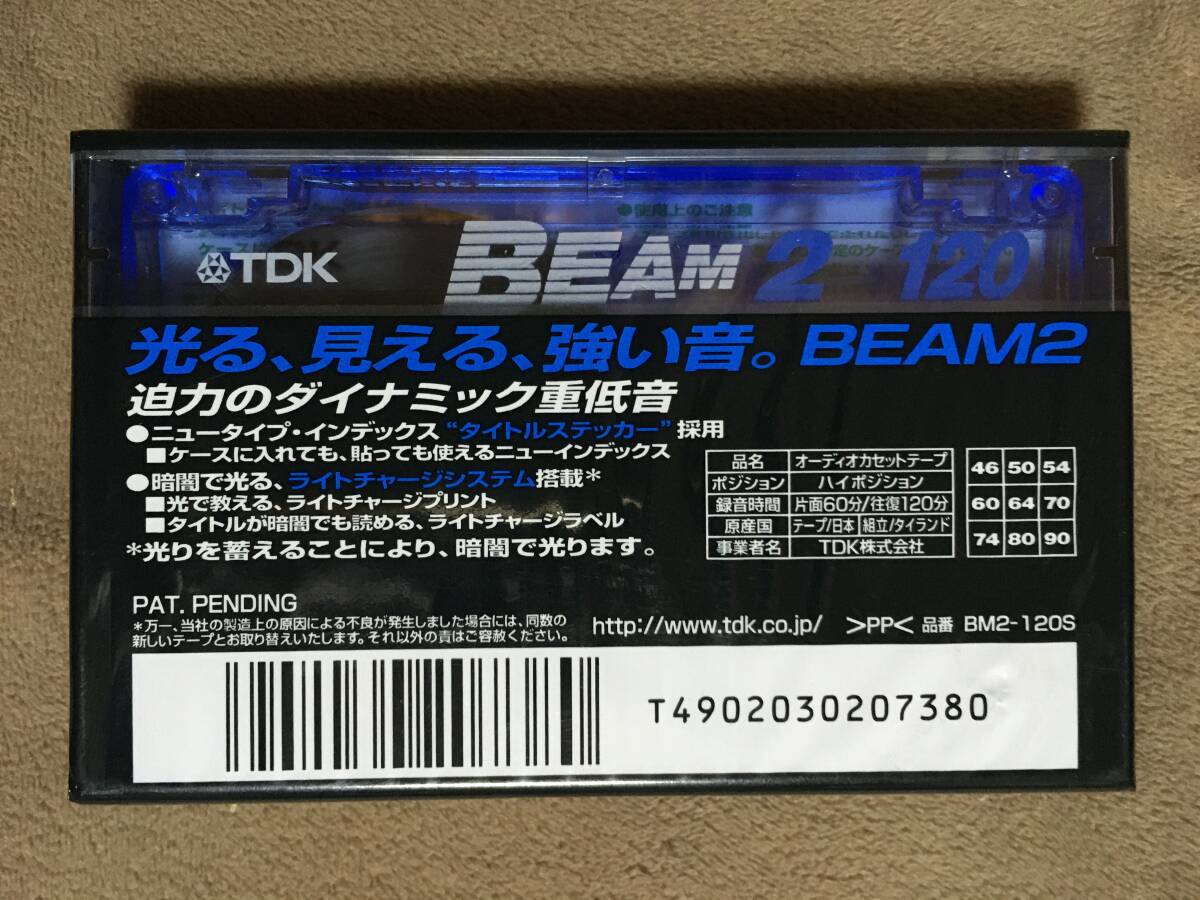 ●使用上のご注意
TDK BEAM 2 120
光る、見える、強い音。BEAM2
迫力のダイナミック重低音
●ニュータイプ・インデックス“タイトルステッカー”採用
■ケースに入れても、貼っても使えるニューインデックス
●暗闇で光る、ライトチャージシステム搭載*
■光で教える、ライトチャージプリント
■タイトルが暗闇でも読める、ライトチャージラベル
*光りを蓄えることにより、暗闇で光ります。
品名 オーディオカセットテープ
ポジション ハイポジション
録音時間 片面60分/往復120分
原産国 テープ/日本 組立/タイランド
事業者名 TDK株式会社
46 50 54
60 64 70
74 80 90
PAT. PENDING
*万一、当社の製造上の原因による不良が発生しました場合には、同数の
新しいテープとお取り替えいたします。それ以外の責はご容赦ください。
http://www.tdk.co.jp/ >PP< 品番 BM2-120S
T4902030207380